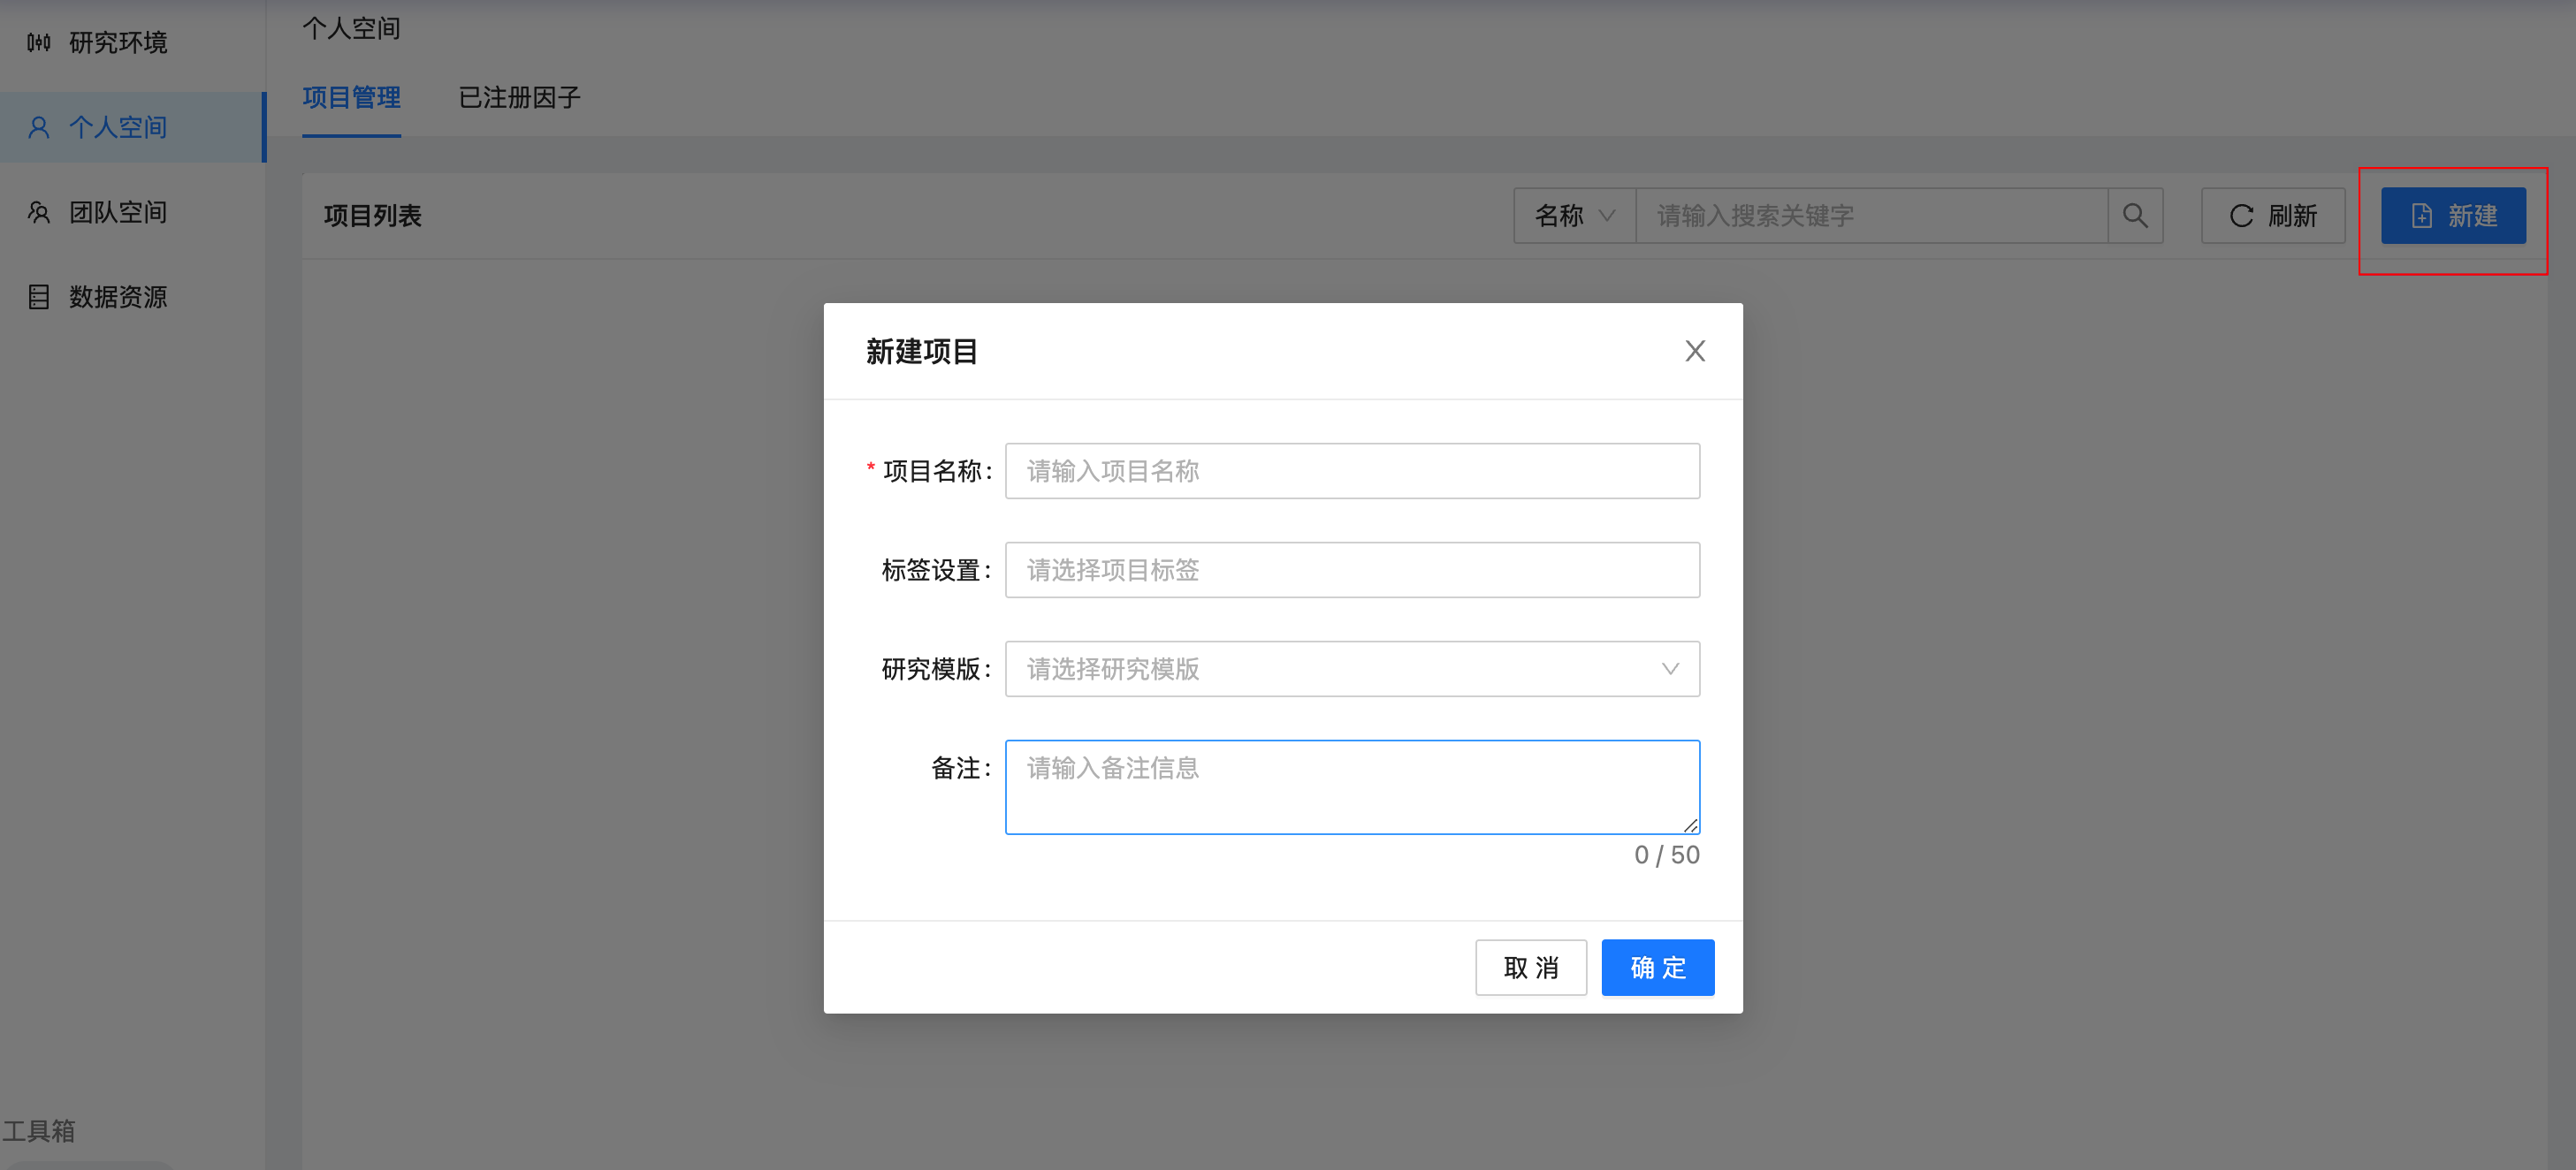 研究环境
个人空间
团队空间
数据资源
工具箱
个人空间
项目管理
已注册因子
项目列表
名称
请输入搜索关键字
刷新
新建
新建项目
* 项目名称:
请输入项目名称
标签设置:
请选择项目标签
研究模版:
请选择研究模版
备注:
请输入备注信息
0 / 50
取 消
确 定